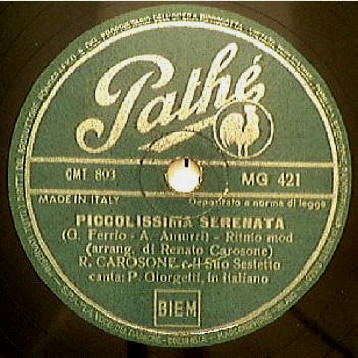 Pathé
QMT 803
MG 421
MADE IN ITALY
Depositato a norma di legge
PICCOLISSIMA SERENATA
(G. Ferrio - A. Amurri) - Ritmo mod.
(arrang. di Renato Carosone)
R. CAROSONE e il Suo Sestetto
canta: P. Giorgetti, in italiano
BIEM